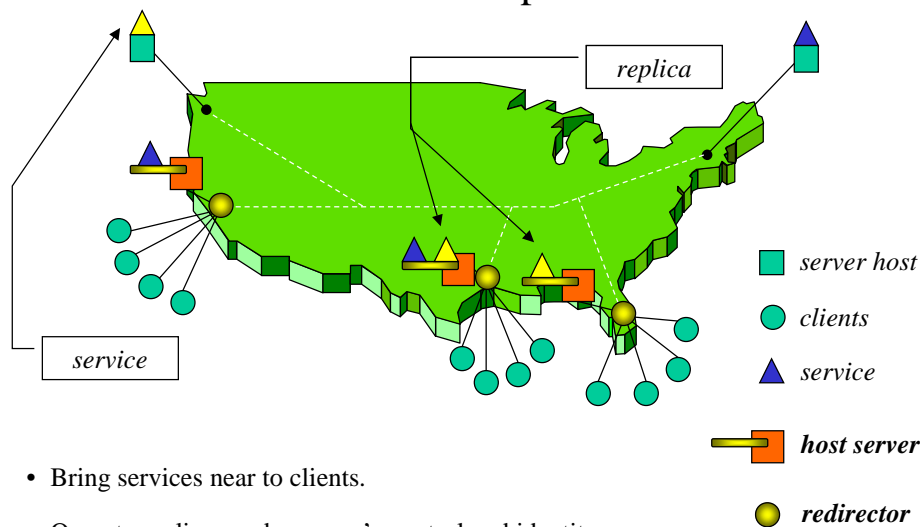 replica
service
server host
clients
service
host server
redirector
• Bring services near to clients.